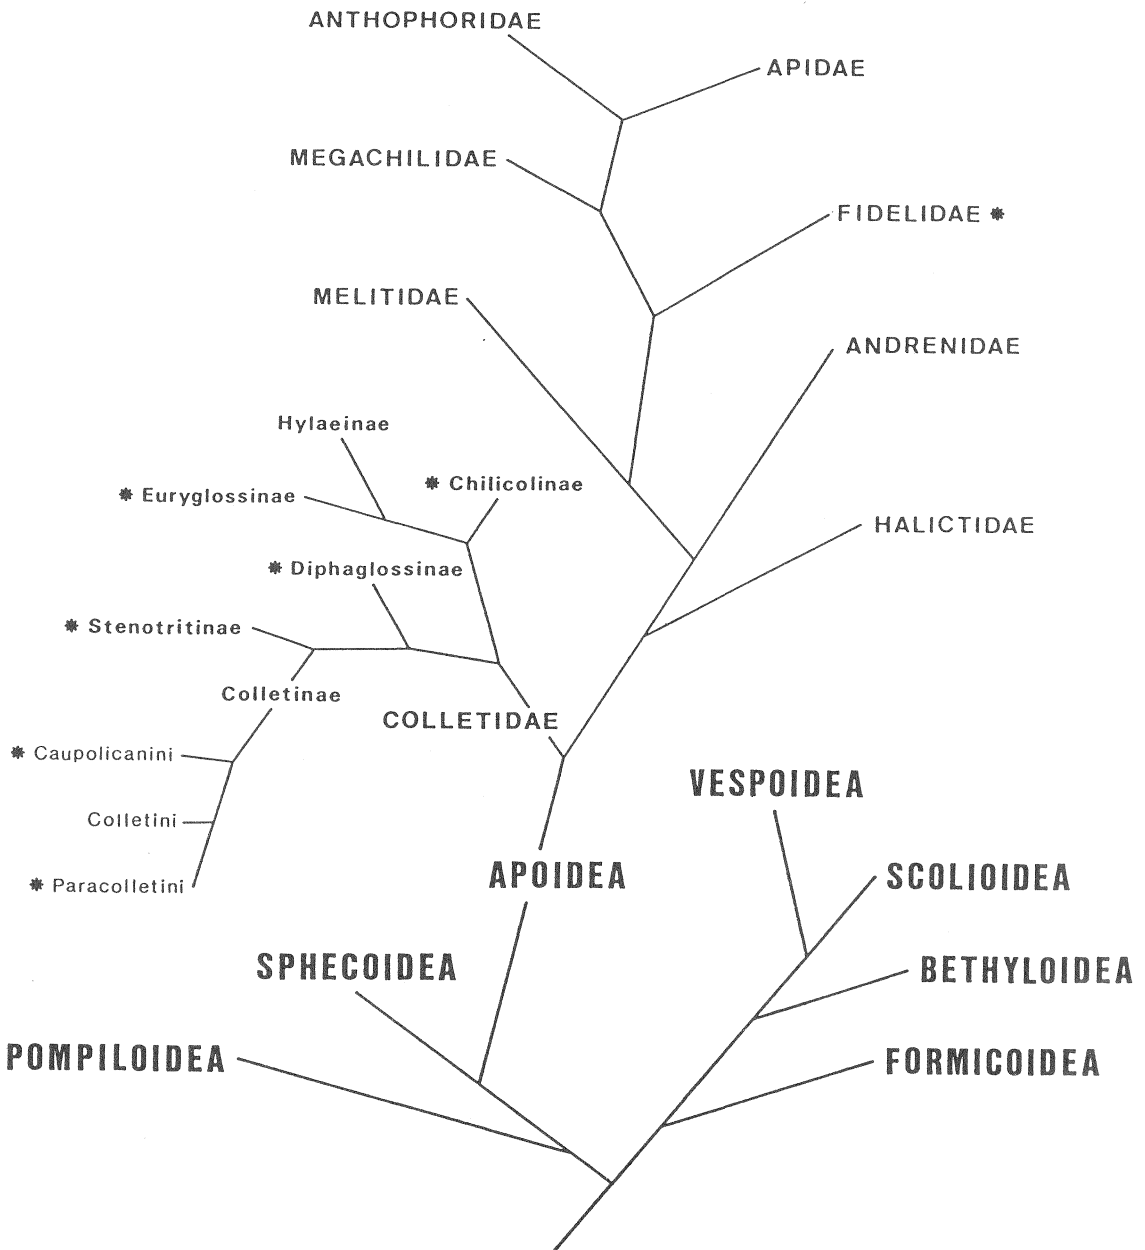 ANTHOPHORIDAE
APIDAE
MEGACHILIDAE
FIDELIDAE *
MELITIDAE
ANDRENIDAE
Hylaeinae
* Chilicolinae
* Euryglossinae
HALICTIDAE
* Diphaglossinae
* Stenotritinae
Colletinae
COLLETIDAE
* Caupolicanini
VESPOIDEA
Colletini
APOIDEA
SCOLIOIDEA
* Paracolletini
SPHECOIDEA
BETHYLOIDEA
POMPILOIDEA
FORMICOIDEA